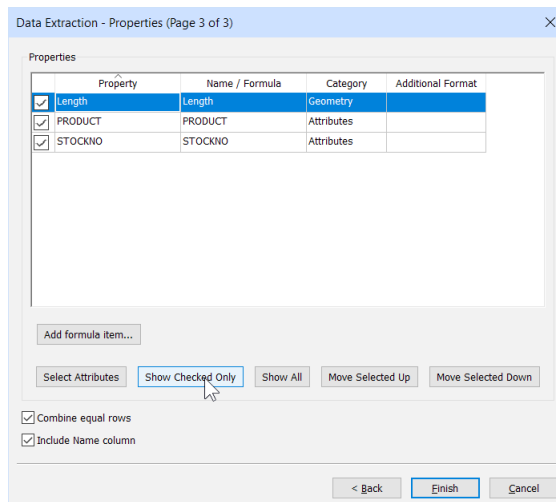 Data Extraction - Properties (Page 3 of 3)
Properties
Property Name / Formula Category Additional Format
Length Length Geometry
PRODUCT PRODUCT Attributes
STOCKNO STOCKNO Attributes
Add formula item...
Select Attributes Show Checked Only Show All Move Selected Up Move Selected Down
Combine equal rows
Include Name column
< Back Finish Cancel